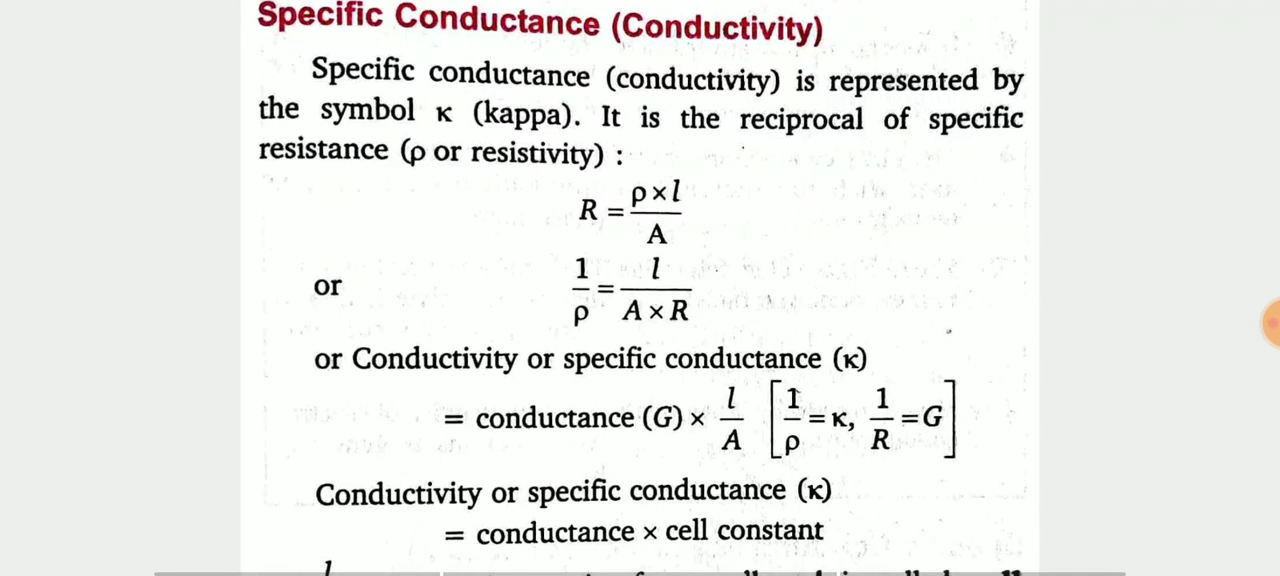 Specific Conductance (Conductivity)
Specific conductance (conductivity) is represented by
the symbol κ (kappa). It is the reciprocal of specific
resistance (ρ or resistivity) :
R = ρ×l / A
or 1/ρ = l / A × R
or Conductivity or specific conductance (κ)
= conductance (G) × l/A [1/ρ = κ, 1/R = G]
Conductivity or specific conductance (κ)
= conductance × cell constant
l